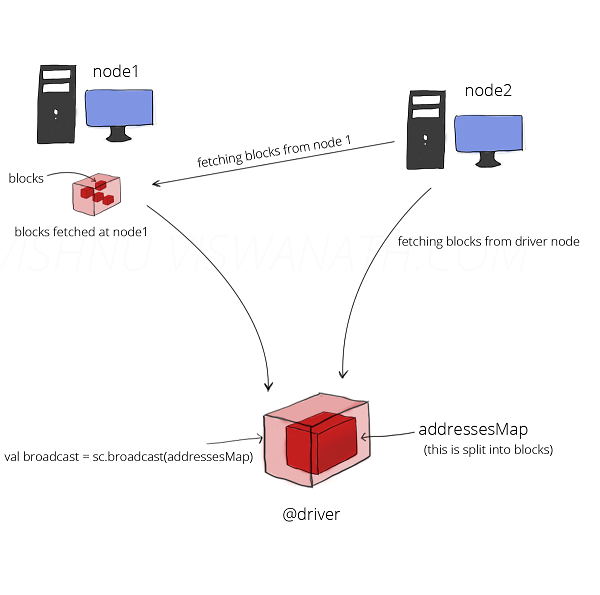 node1
node2
fetching blocks from node 1
blocks
blocks fetched at node1
fetching blocks from driver node
VISHNU VISWANATH.COM
addressesMap
(this is split into blocks)
val broadcast = sc.broadcast(addressesMap)
@driver